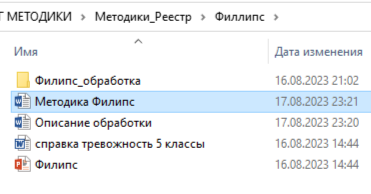 Г МЕТОДИКИ > Методики_Реестр > Филлипс >
Имя Дата изменения
Филипс_обработка 16.08.2023 21:02
Методика Филипс 17.08.2023 23:21
Описание обработки 17.08.2023 23:20
справка тревожность 5 классы 16.08.2023 14:44
Филипс 16.08.2023 14:44